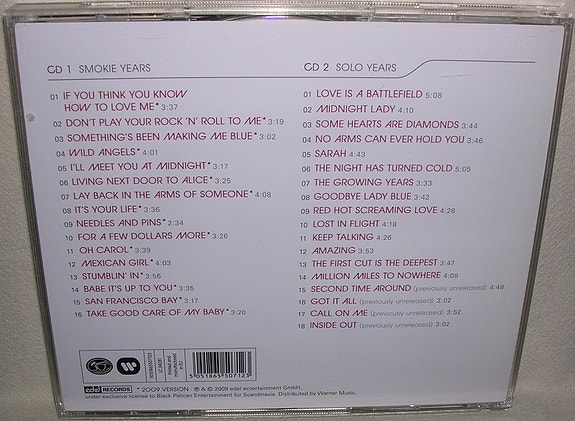 CD 1 SMOKIE YEARS
01 IF YOU THINK YOU KNOW
HOW TO LOVE ME* 3:37
02 DON'T PLAY YOUR ROCK 'N' ROLL TO ME* 3:19
03 SOMETHING'S BEEN MAKING ME BLUE* 3:02
04 WILD ANGELS* 4:01
05 I'LL MEET YOU AT MIDNIGHT* 3:17
06 LIVING NEXT DOOR TO ALICE* 3:25
07 LAY BACK IN THE ARMS OF SOMEONE* 4:08
08 IT'S YOUR LIFE* 3:36
09 NEEDLES AND PINS* 2:34
10 FOR A FEW DOLLARS MORE* 3:26
11 OH CAROL* 3:39
12 MEXICAN GIRL* 4:03
13 STUMBLIN' IN* 3:56
14 BABE IT'S UP TO YOU* 3:35
15 SAN FRANCISCO BAY* 3:17
16 TAKE GOOD CARE OF MY BABY* 3:20
CD 2 SOLO YEARS
01 LOVE IS A BATTLEFIELD 5:08
02 MIDNIGHT LADY 4:10
03 SOME HEARTS ARE DIAMONDS 3:44
04 NO ARMS CAN EVER HOLD YOU 3:46
05 SARAH 4:43
06 THE NIGHT HAS TURNED COLD 5:05
07 THE GROWING YEARS 3:33
08 GOODBYE LADY BLUE 3:42
09 RED HOT SCREAMING LOVE 4:28
10 LOST IN FLIGHT 4:18
11 KEEP TALKING 4:26
12 AMAZING 3:53
13 THE FIRST CUT IS THE DEEPEST 3:47
14 MILLION MILES TO NOWHERE 4:08
15 SECOND TIME AROUND (previously unreleased) 4:48
16 GOT IT ALL (previously unreleased) 3:02
17 CALL ON ME (previously unreleased) 3:02
18 INSIDE OUT (previously unreleased) 3:02
Printed and
manufactured
in EU
5 051865 507123
edel RECORDS * 2009 VERSION - ℗ & © 2009 edel entertainment GmbH,
under exclusive license to Black Pelican Entertainment for Scandinavia. Distributed by Warner Music.